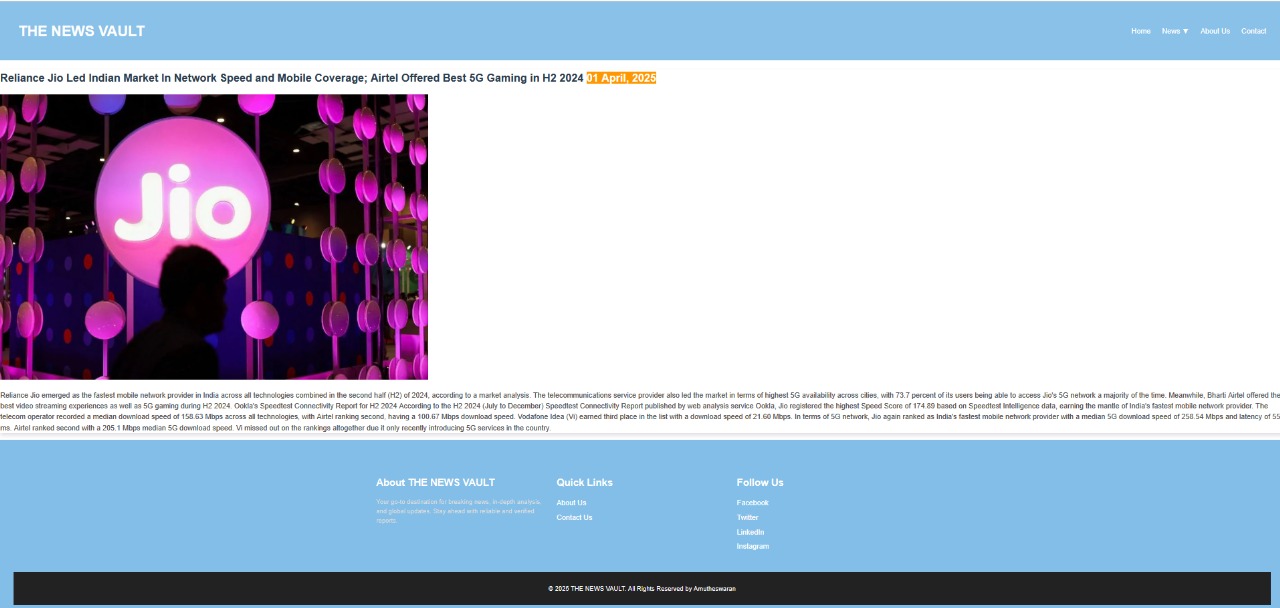 THE NEWS VAULT
Home News ▼ About Us Contact
Reliance Jio Led Indian Market In Network Speed and Mobile Coverage; Airtel Offered Best 5G Gaming in H2 2024 01 April, 2025
Jio
Reliance Jio emerged as the fastest mobile network provider in India across all technologies combined in the second half (H2) of 2024, according to a market analysis. The telecommunications service provider also led the market in terms of highest 5G availability across cities, with 73.7 percent of its users being able to access Jio's 5G network a majority of the time. Meanwhile, Bharti Airtel offered the
best video streaming experiences as well as 5G gaming during H2 2024. Ookla's Speedtest Connectivity Report for H2 2024 According to the H2 2024 (July to December) Speedtest Connectivity Report published by web analysis service Ookla, Jio registered the highest Speed Score of 174.89 based on Speedtest Intelligence data, earning the mantle of India's fastest mobile network provider. The
telecom operator recorded a median download speed of 158.63 Mbps across all technologies, with Airtel ranking second, having a 100.67 Mbps download speed. Vodafone Idea (Vi) earned third place in the list with a download speed of 21.60 Mbps. In terms of 5G network, Jio again ranked as India's fastest mobile network provider with a median 5G download speed of 258.54 Mbps and latency of 55
ms. Airtel ranked second with a 205.1 Mbps median 5G download speed. Vi missed out on the rankings altogether due it only recently introducing 5G services in the country.
About THE NEWS VAULT
Your go-to destination for breaking news, in-depth analysis,
and global updates. Stay ahead with reliable and verified
reports.
Quick Links
About Us
Contact Us
Follow Us
Facebook
Twitter
LinkedIn
Instagram
© 2025 THE NEWS VAULT. All Rights Reserved by Amutheswaran